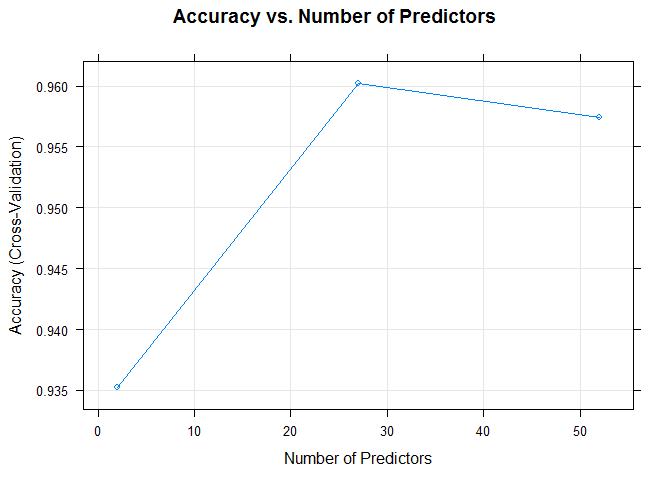 Accuracy vs. Number of Predictors
Accuracy (Cross-Validation)
0.960
0.955
0.950
0.945
0.940
0.935
0 10 20 30 40 50
Number of Predictors